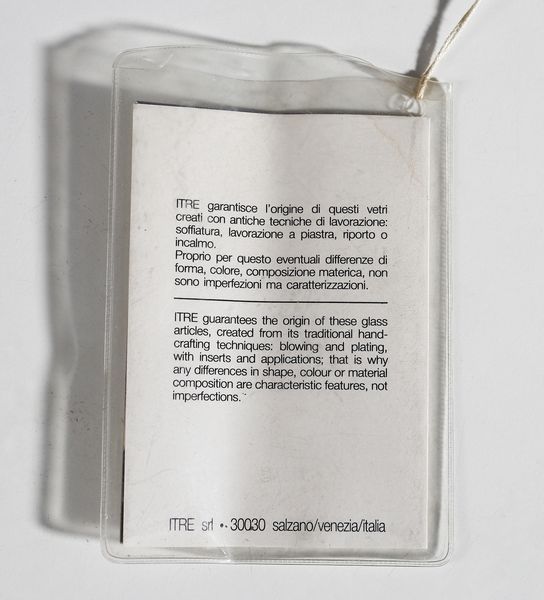 ITRE garantisce l'origine di questi vetri
creati con antiche tecniche di lavorazione:
soffiatura, lavorazione a piastra, riporto o
incalmo.
Proprio per questo eventuali differenze di
forma, colore, composizione materica, non
sono imperfezioni ma caratterizzazioni.
ITRE guarantees the origin of these glass
articles, created from its traditional hand-
crafting techniques: blowing and plating,
with inserts and applications; that is why
any differences in shape, colour or material
composition are characteristic features, not
imperfections.
ITRE srl • 30030 salzano/venezia/italia